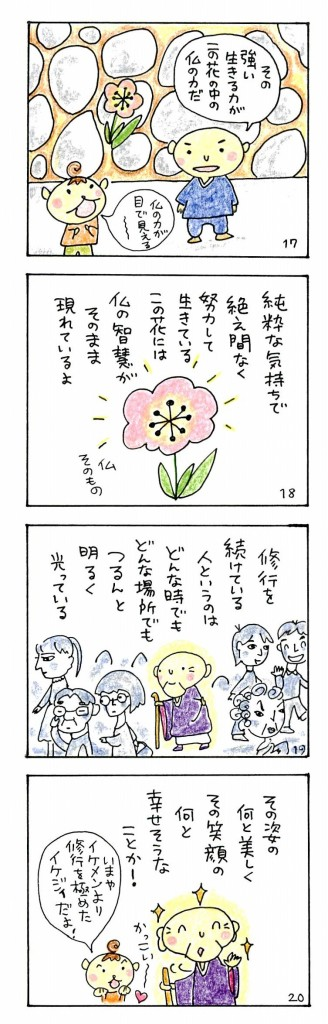 その
強い
生きる力が
この花の中の
仏の力だ
仏の力が
目で見える
〜〜〜
17
純粋な気持ちで
絶え間なく
努力して
生きている
この花には
仏の智慧が
そのまま
現れているよ
仏
そのもの
18
修行を
続けている
人というのは
どんな時でも
どんな場所でも
つるんと
明るく
光っている
19
その姿の
何と美しく
その笑顔の
何と
幸せそうな
ことか!
かっこいい〜〜
いまや
イケメンより
修行を極めた
イケジイだよ!
20